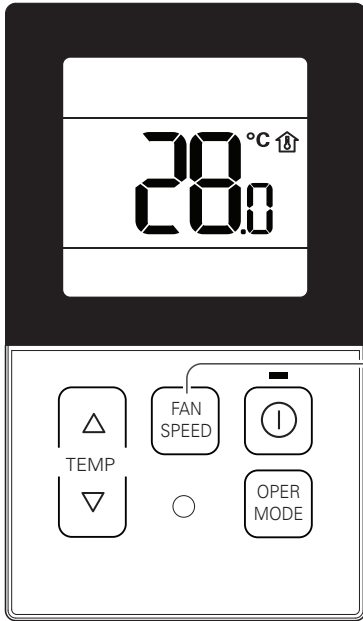 28.0 °C
TEMP
FAN
SPEED
OPER
MODE